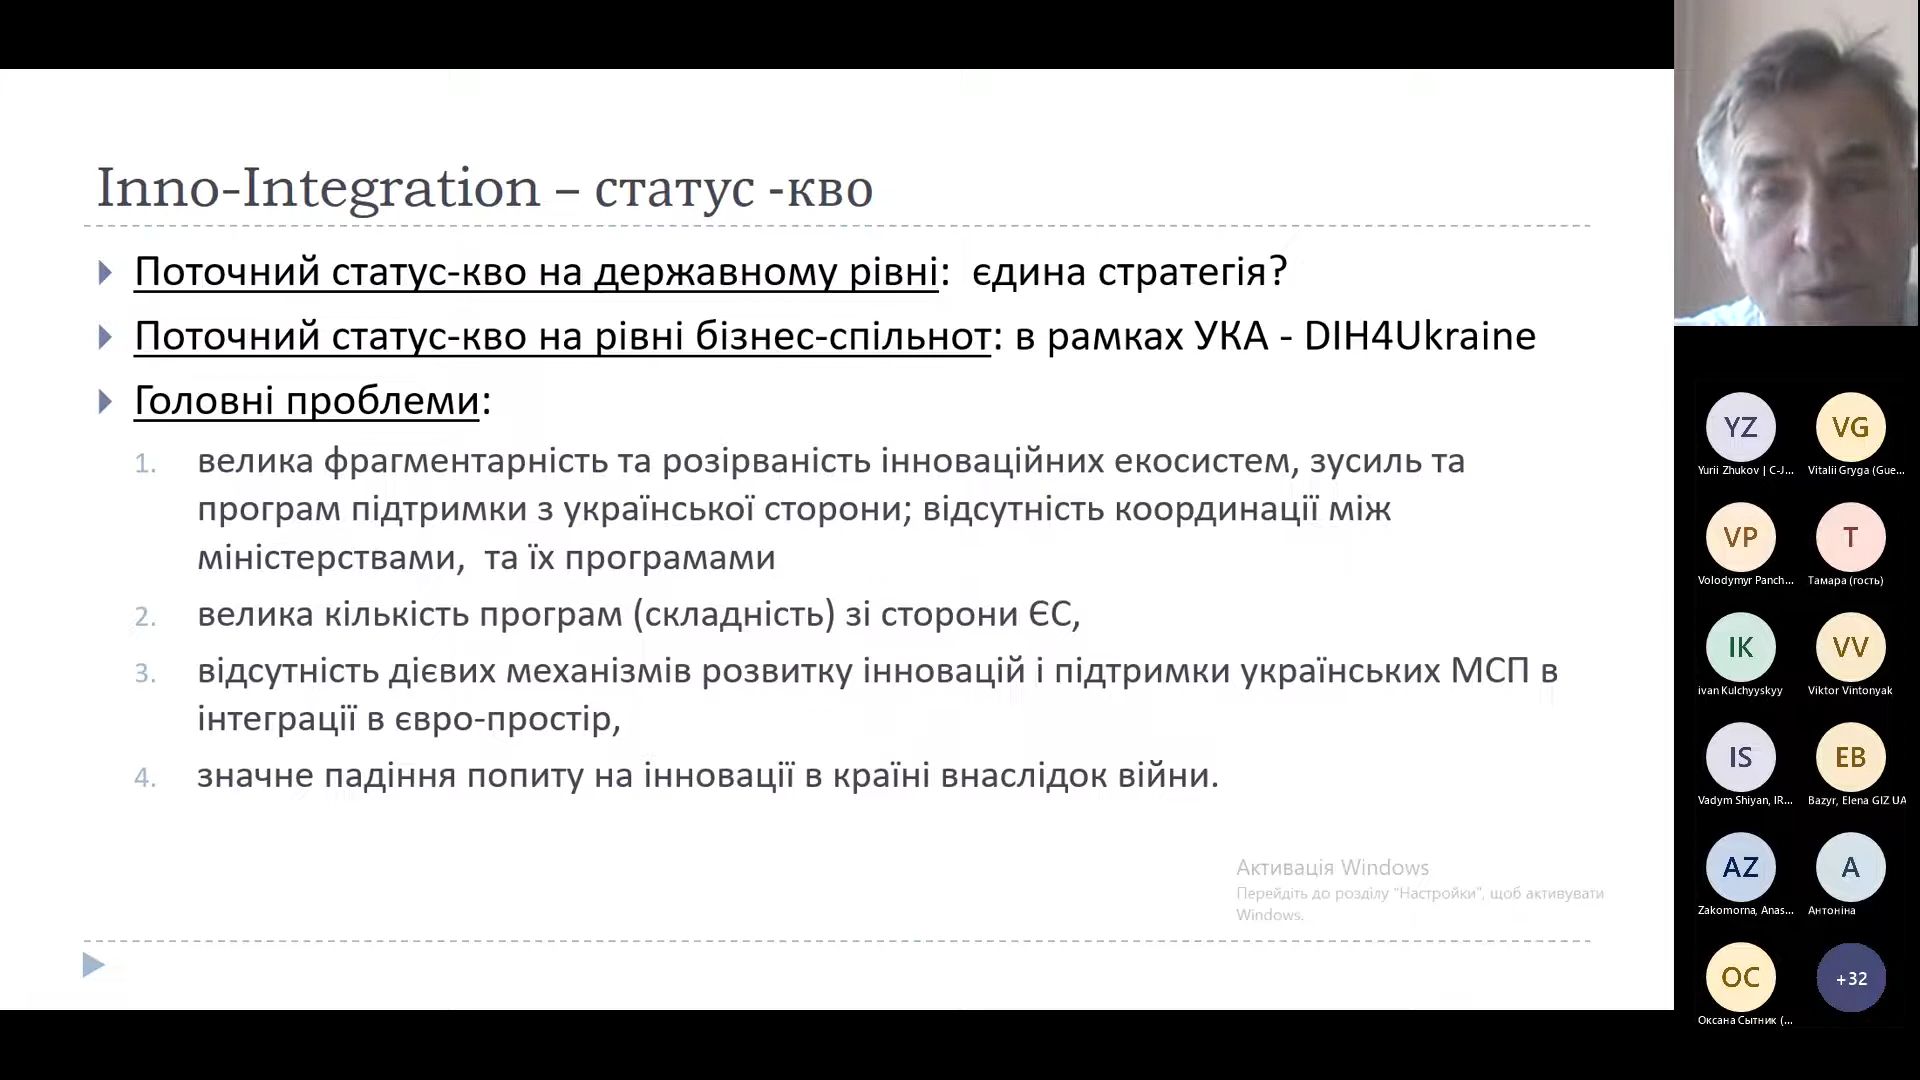 Inno-Integration – статус -кво
Поточний статус-кво на державному рівні: єдина стратегія?
Поточний статус-кво на рівні бізнес-спільнот: в рамках УКА - DIH4Ukraine
Головні проблеми:
1. велика фрагментарність та розірваність інноваційних екосистем, зусиль та
програм підтримки з української сторони; відсутність координації між
міністерствами, та їх програмами
2. велика кількість програм (складність) зі сторони ЄС,
3. відсутність дієвих механізмів розвитку інновацій і підтримки українських МСП в
інтеграції в євро-простір,
4. значне падіння попиту на інновації в країні внаслідок війни.
Активація Windows
Перейдіть до розділу "Настройки", щоб активувати
Windows.
YZ VG
Yurii Zhukov | C-J... Vitalii Gryga (Gue...
VP T
Volodymyr Panch... Тамара (гость)
IK VV
ivan Kulchyyskyy Viktor Vintonyak
IS EB
Vadym Shiyan, IR... Bazyr, Elena GIZ UA
AZ А
Zakomorna, Anas... Антоніна
ОС +32
Оксана Сытник (...